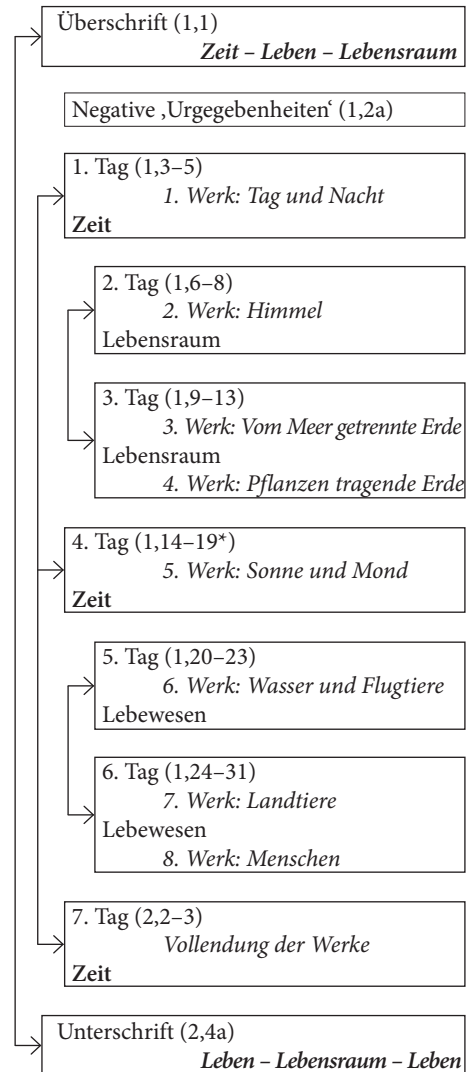 Überschrift (1,1)
Zeit – Leben – Lebensraum
Negative ‚Urgegebenheiten‘ (1,2a)
1. Tag (1,3–5)
1. Werk: Tag und Nacht
Zeit
2. Tag (1,6–8)
2. Werk: Himmel
Lebensraum
3. Tag (1,9–13)
3. Werk: Vom Meer getrennte Erde
Lebensraum
4. Werk: Pflanzen tragende Erde
4. Tag (1,14–19*)
5. Werk: Sonne und Mond
Zeit
5. Tag (1,20–23)
6. Werk: Wasser und Flugtiere
Lebewesen
6. Tag (1,24–31)
7. Werk: Landtiere
Lebewesen
8. Werk: Menschen
7. Tag (2,2–3)
Vollendung der Werke
Zeit
Unterschrift (2,4a)
Leben – Lebensraum – Leben